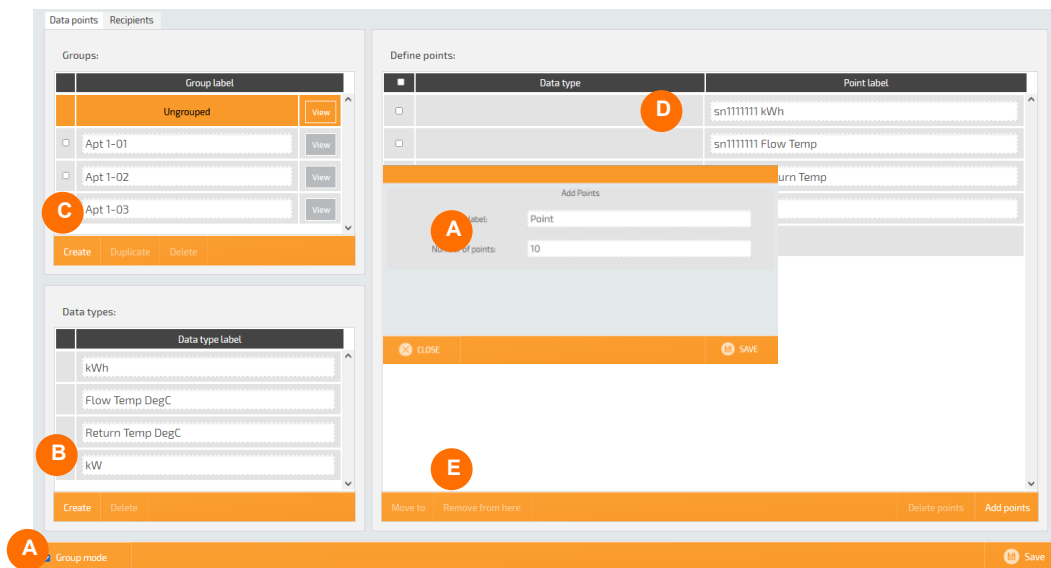 Data points Recipients
Groups:
Group label
Ungrouped View
Apt 1-01 View
Apt 1-02 View
C Apt 1-03 View
Create Duplicate Delete
Data types:
Data type label
kWh
Flow Temp DegC
Return Temp DegC
B
kW
Create Delete
Define points:
Data type Point label
D sn1111111 kWh
sn1111111 Flow Temp
Temp
Add Points
A label: Point
of points: 10
CLOSE SAVE
E
Move to Remove from here Delete points Add points
A Group mode Save